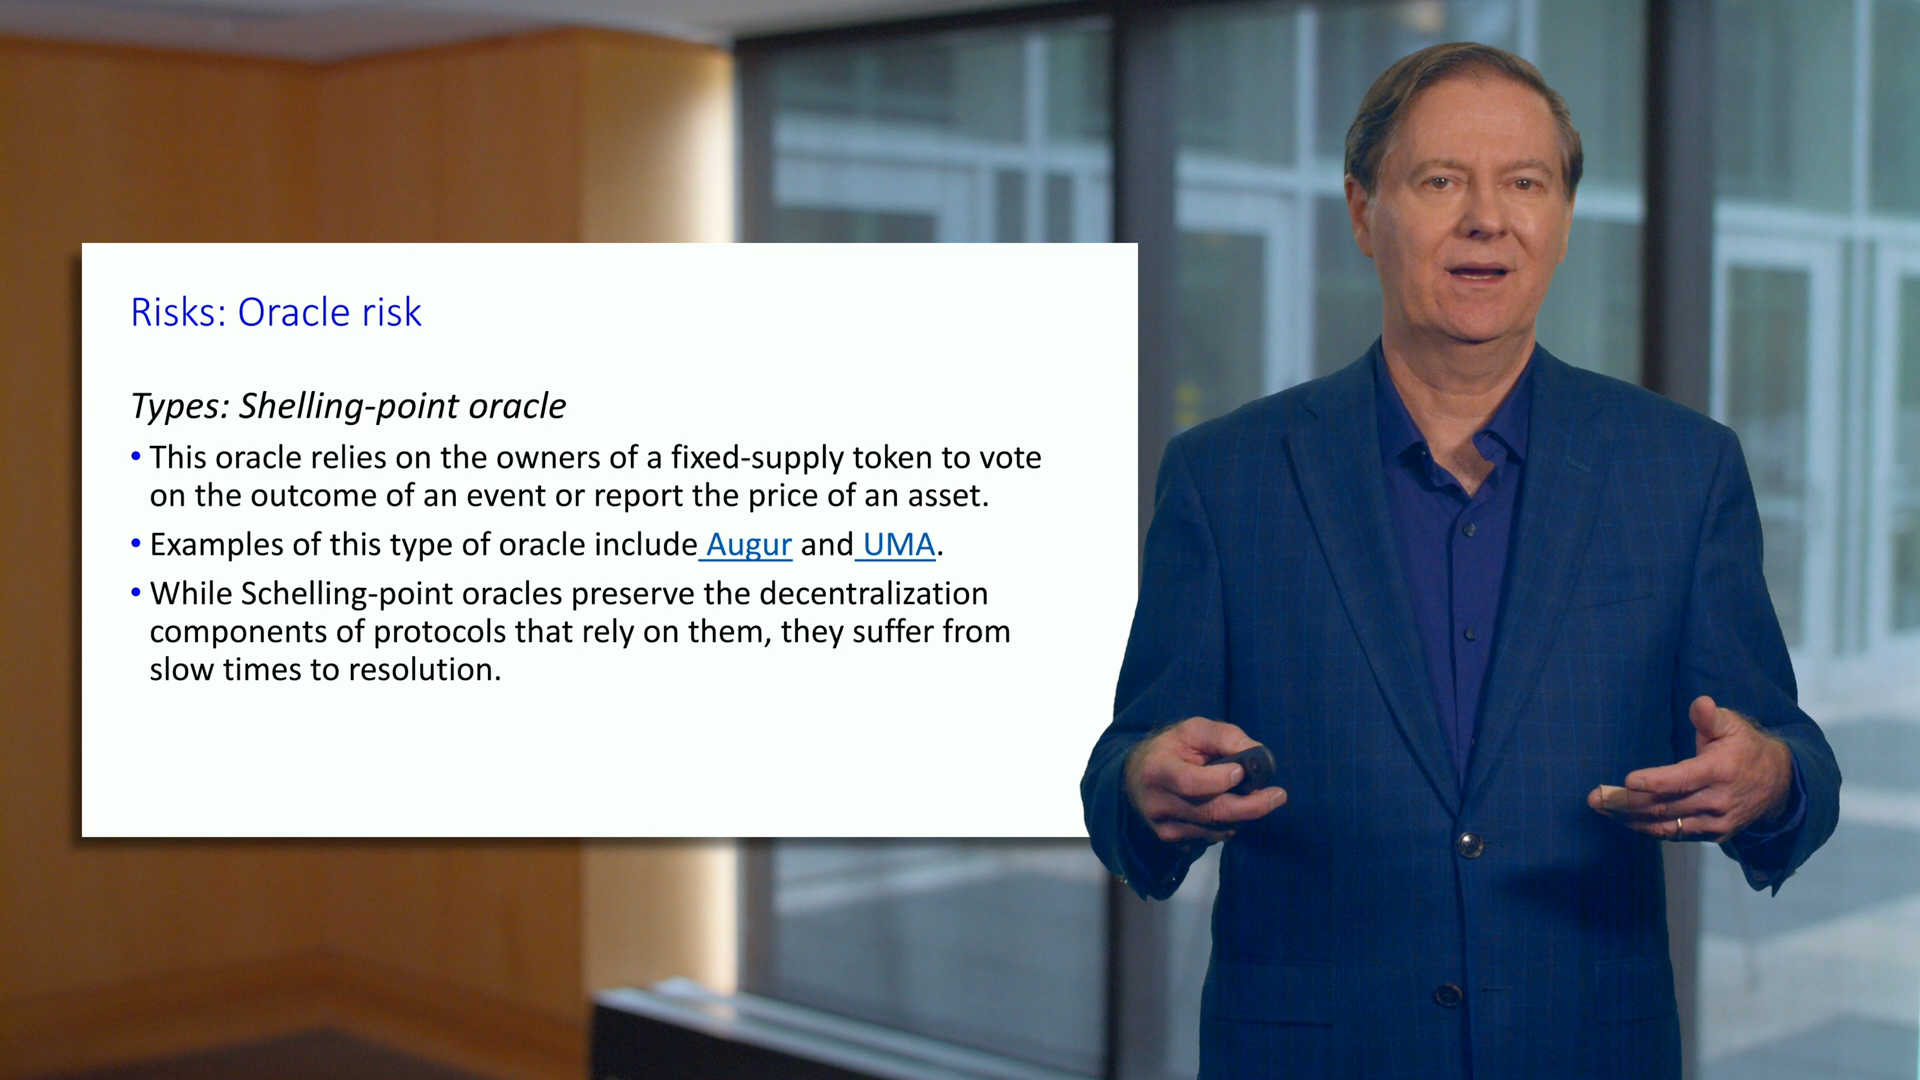 Risks: Oracle risk
Types: Shelling-point oracle
• This oracle relies on the owners of a fixed-supply token to vote
on the outcome of an event or report the price of an asset.
• Examples of this type of oracle include Augur and UMA.
• While Schelling-point oracles preserve the decentralization
components of protocols that rely on them, they suffer from
slow times to resolution.